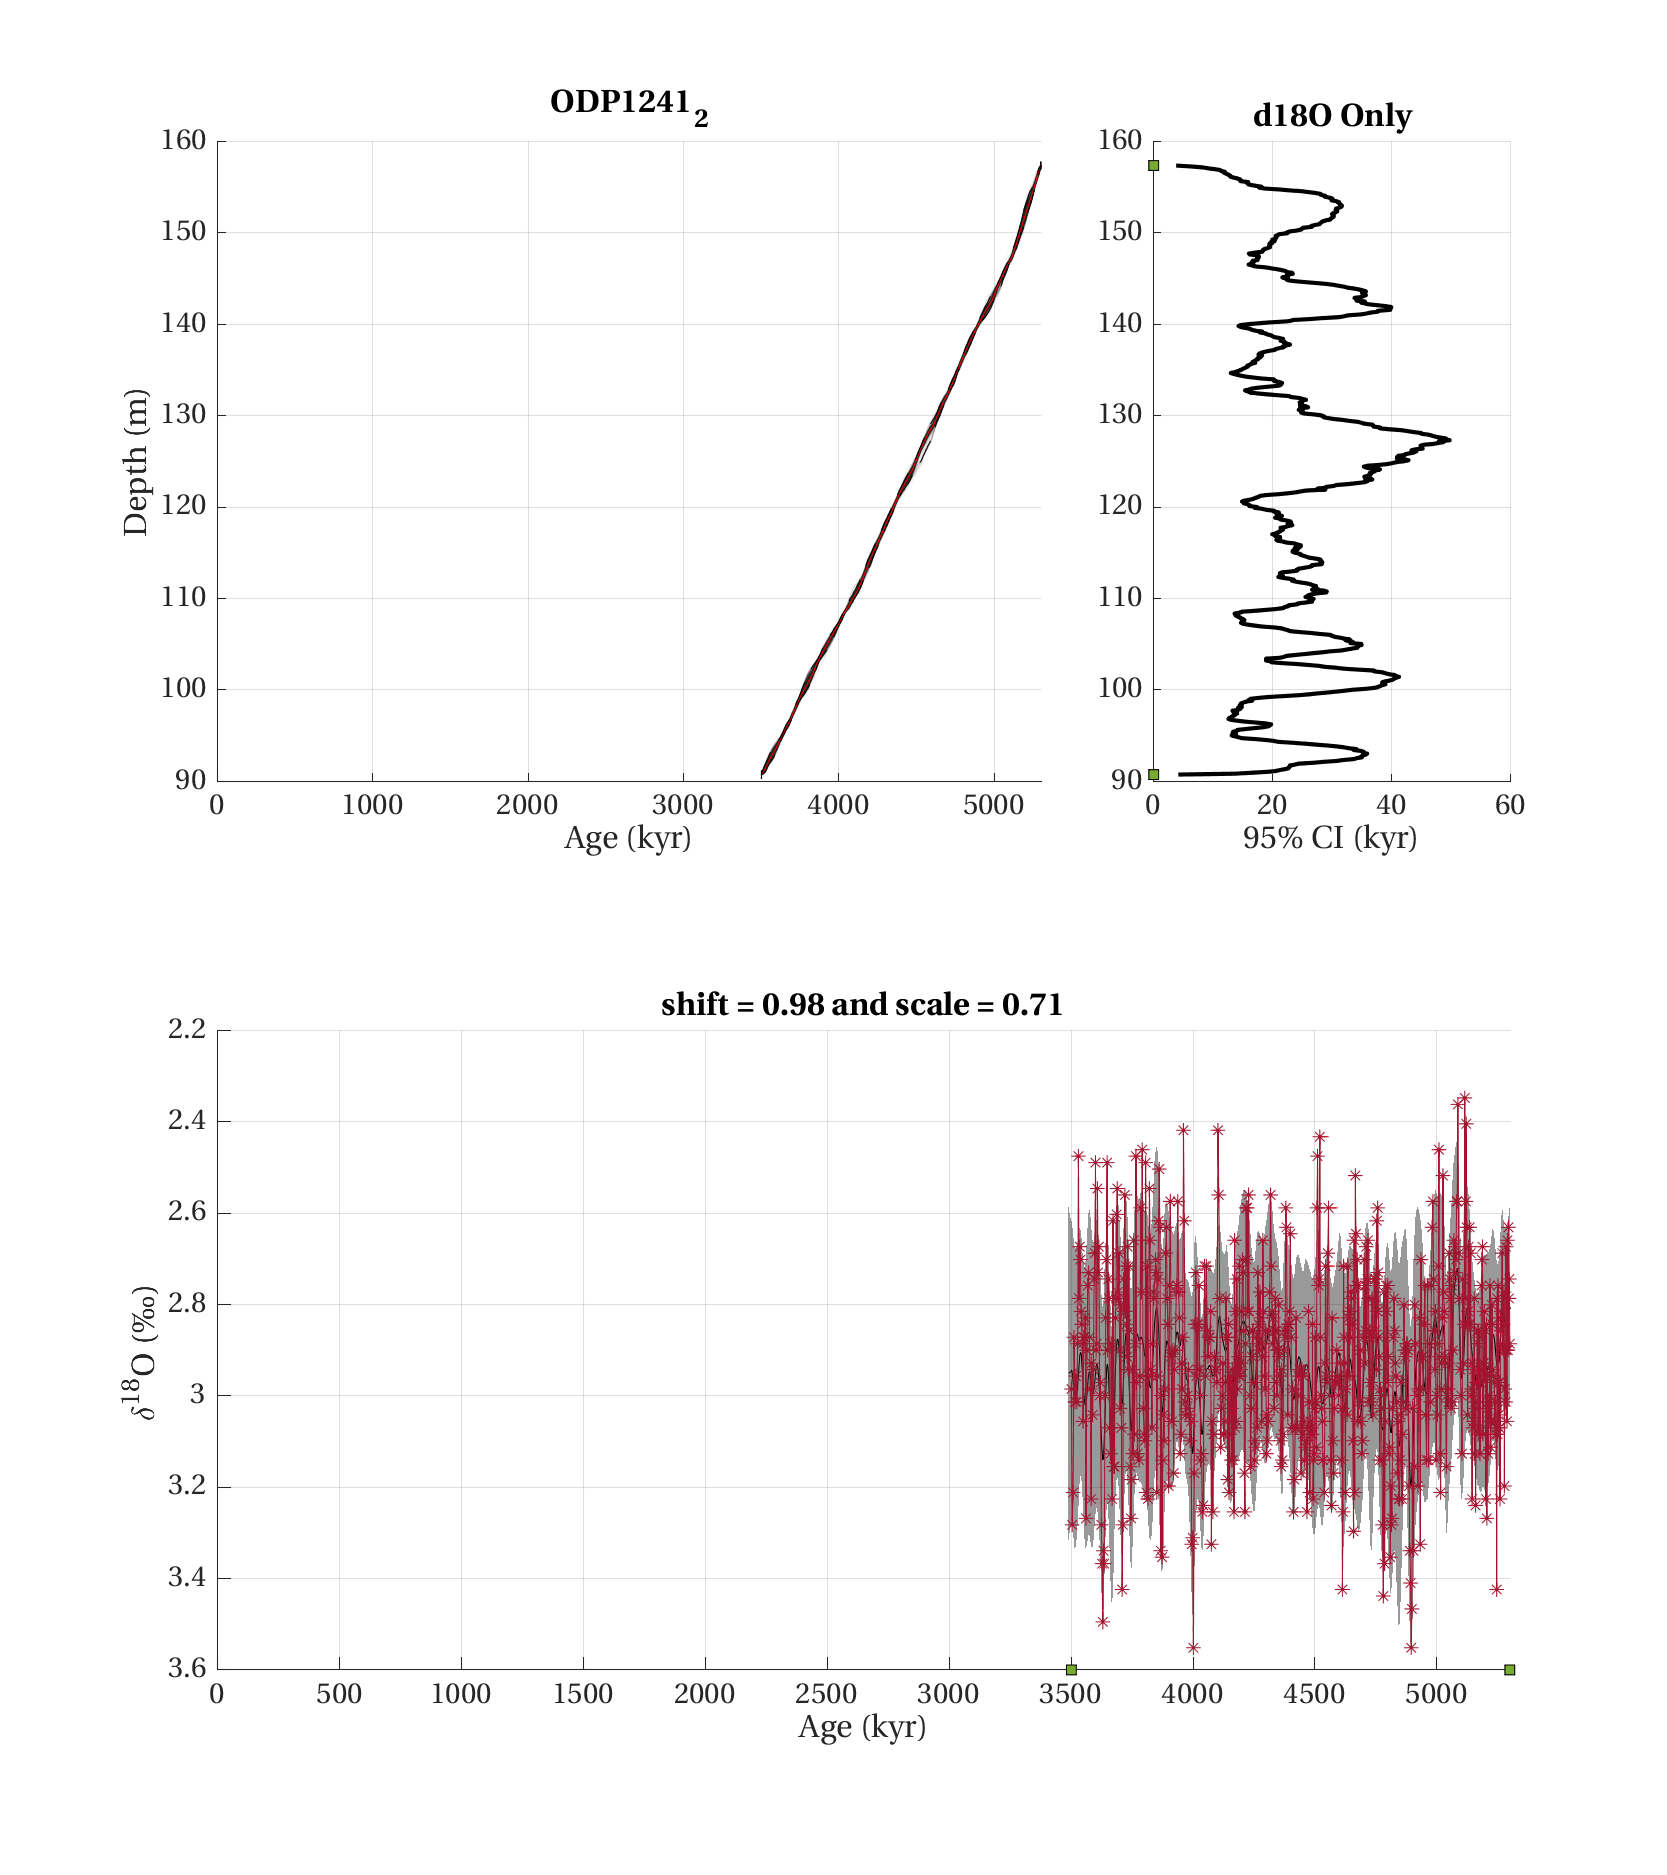 ODP1241₂
160
150
140
130
120
110
100
90
Depth (m)
0 1000 2000 3000 4000 5000
Age (kyr)
d18O Only
160
150
140
130
120
110
100
90
0 20 40 60
95% CI (kyr)
shift = 0.98 and scale = 0.71
2.2
2.4
2.6
2.8
3
3.2
3.4
3.6
δ¹⁸O (‰)
0 500 1000 1500 2000 2500 3000 3500 4000 4500 5000
Age (kyr)